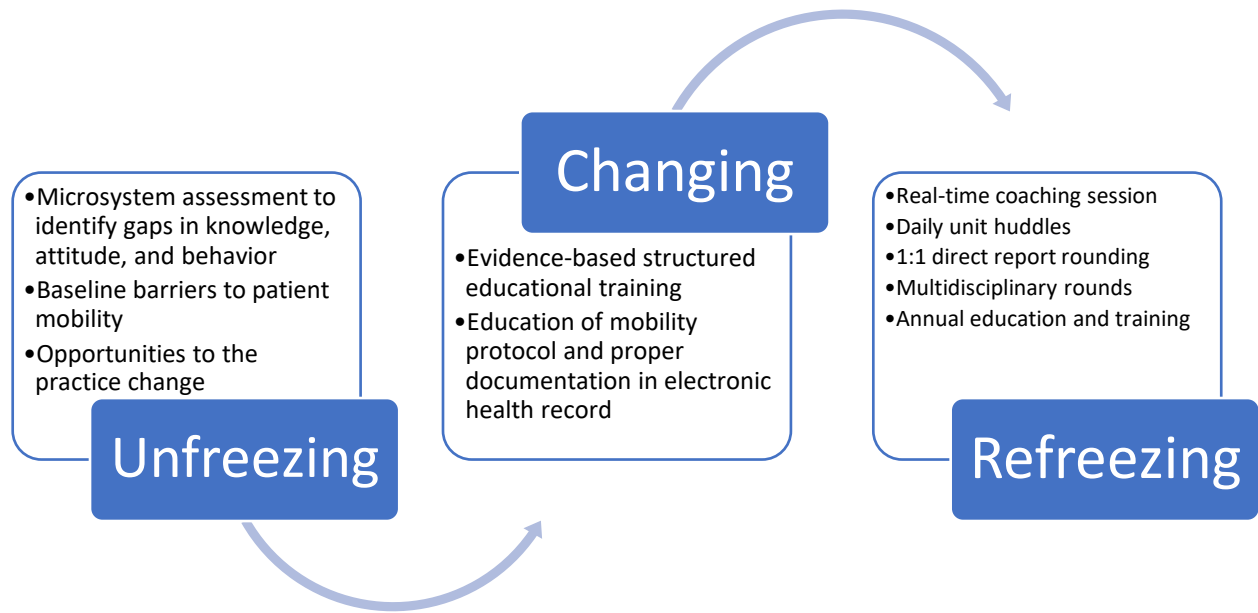 •Microsystem assessment to
identify gaps in knowledge,
attitude, and behavior
•Baseline barriers to patient
mobility
•Opportunities to the
practice change
Unfreezing
Changing
•Evidence-based structured
educational training
•Education of mobility
protocol and proper
documentation in electronic
health record
•Real-time coaching session
•Daily unit huddles
•1:1 direct report rounding
•Multidisciplinary rounds
•Annual education and training
Refreezing